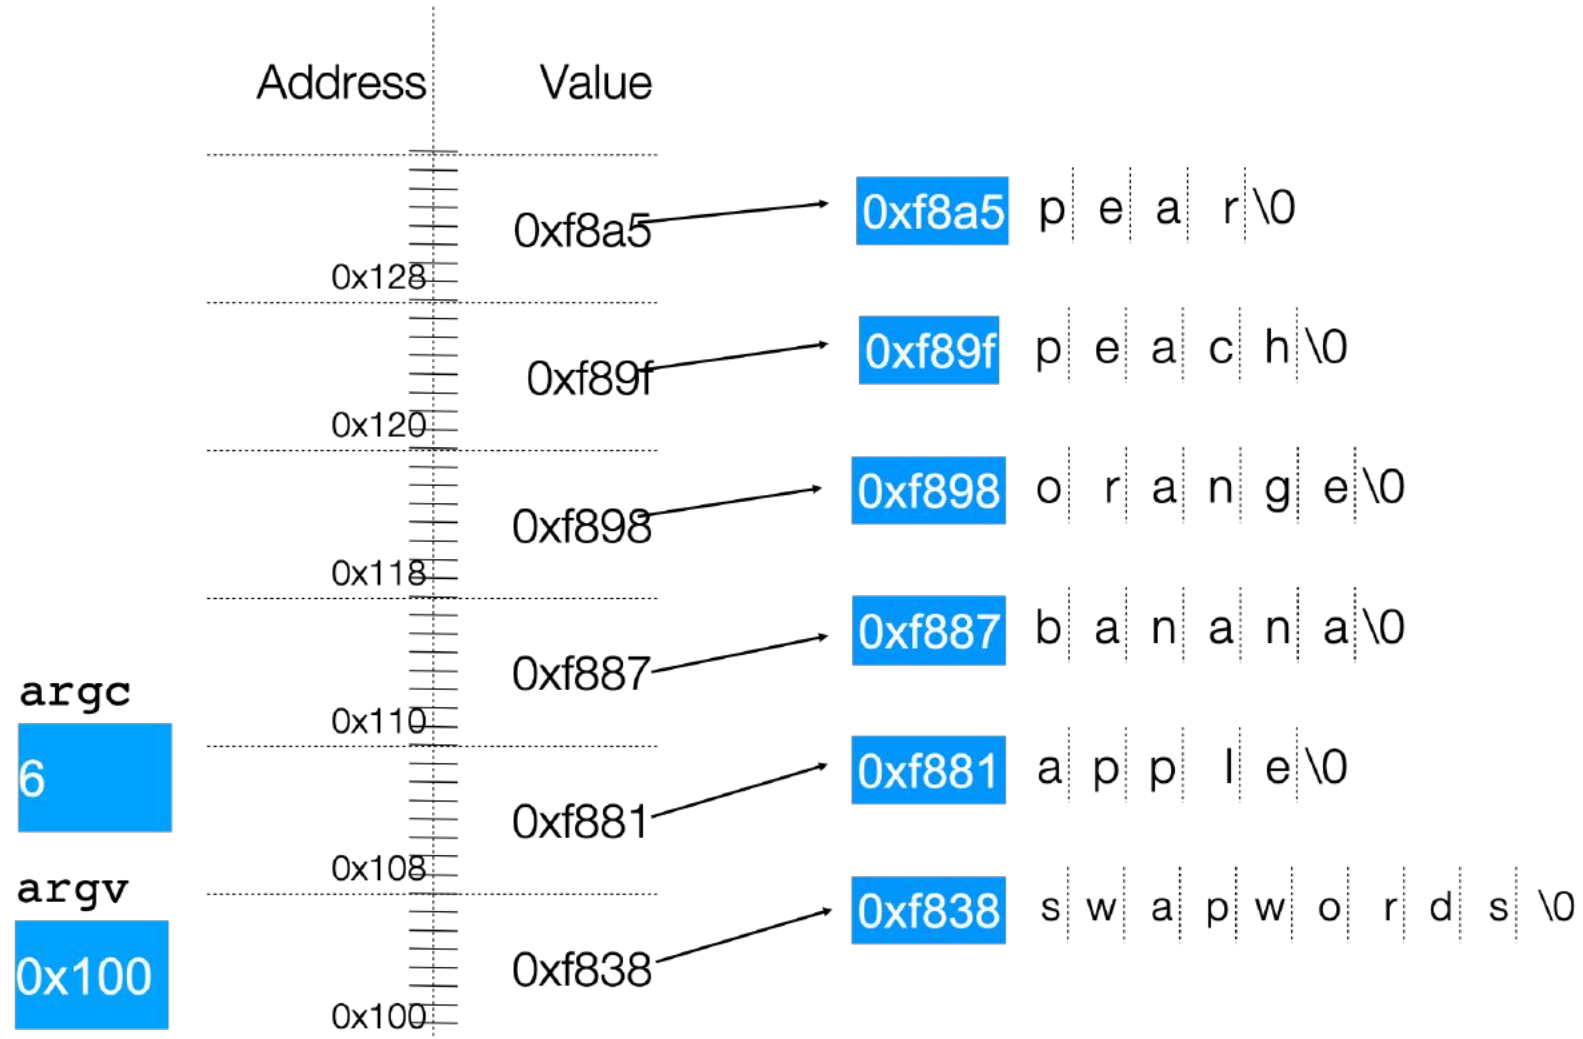 Address Value
0xf8a5 0xf8a5 p e a r \0
0x128
0xf89f 0xf89f p e a c h \0
0x120
0xf898 0xf898 o r a n g e \0
0x118
0xf887 0xf887 b a n a n a \0
0x110
argc
6
0xf881 0xf881 a p p l e \0
0x108
argv
0x100
0xf838 0xf838 s w a p w o r d s \0
0x100